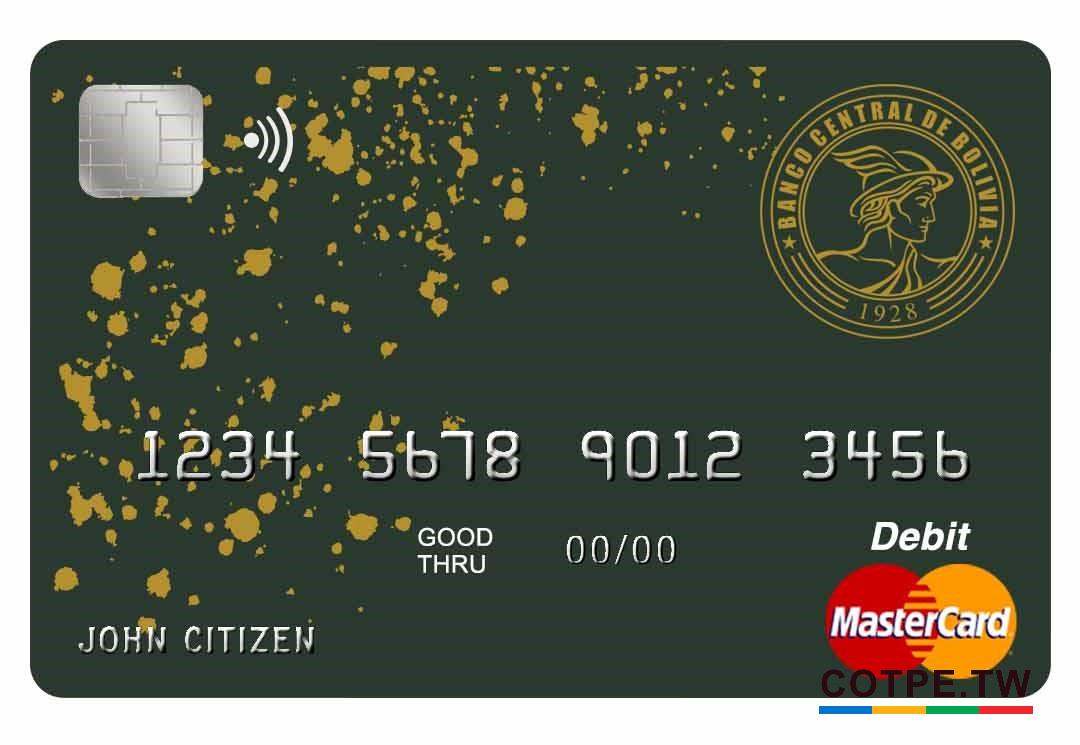 BANCO CENTRAL DE BOLIVIA
1928
1234 5678 9012 3456
GOOD
THRU
00/00
Debit
MasterCard
JOHN CITIZEN
COTPE.TW